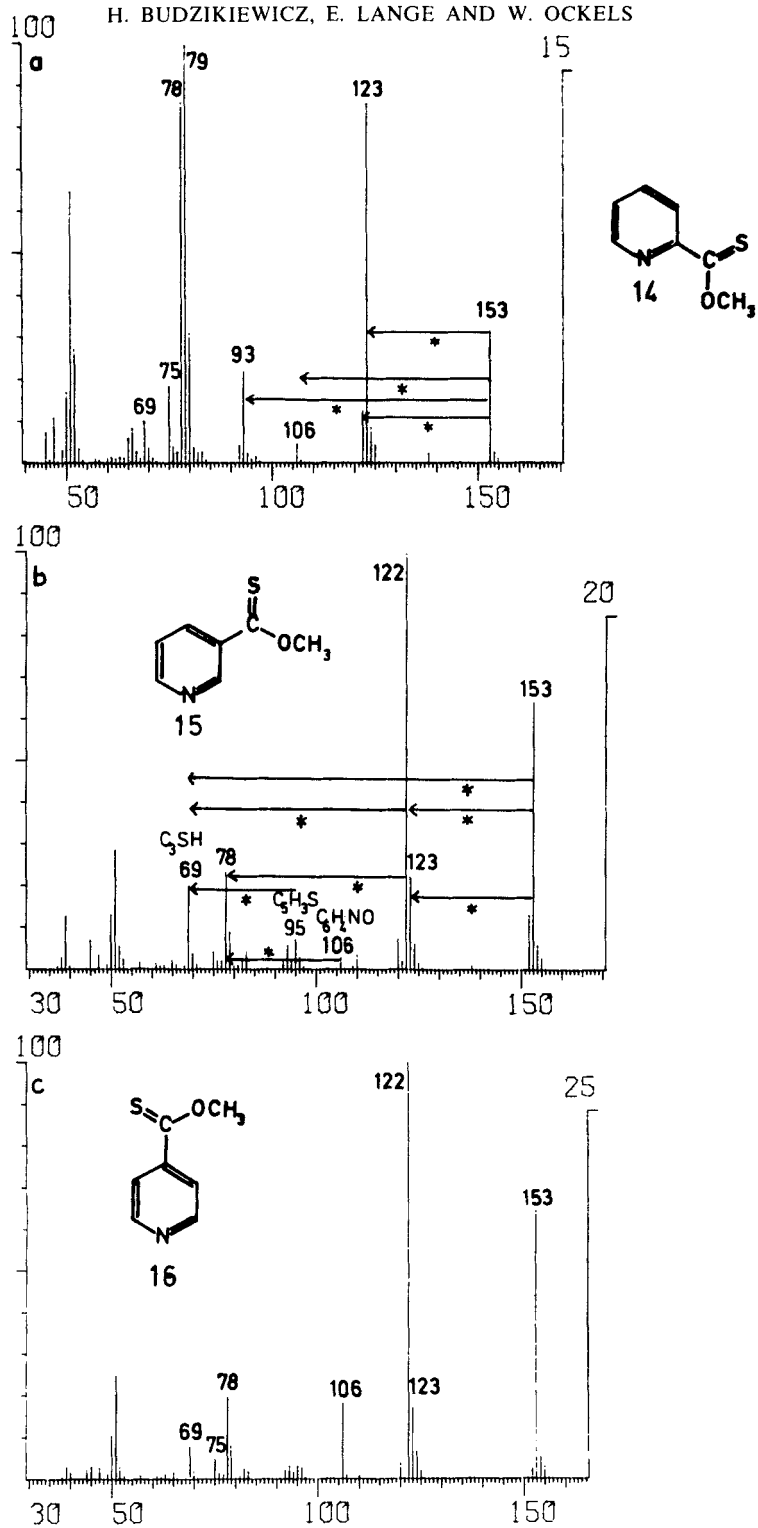 H. BUDZIKIEWICZ, E. LANGE AND W. OCKELS
100
a
15
79
78
123
153
93
75
69
106
*
*
*
*
50
100
150
N
C
S
OCH3
14
100
b
20
S
C
OCH3
N
15
122
153
*
*
*
C3SH
69
78
123
*
*
*
C5H3S
95
C6H4NO
106
*
30
50
100
150
100
c
25
S
C
OCH3
N
16
122
153
78
69
75
106
123
30
50
100
150